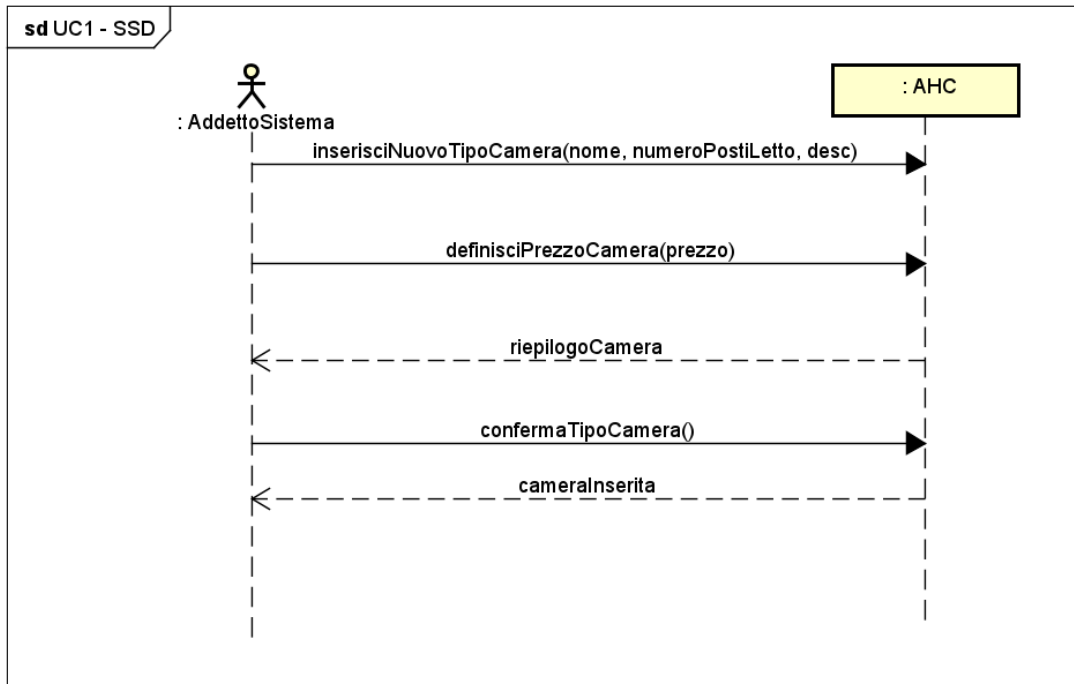 sd UC1 - SSD
: AddettoSistema
: AHC
inserisciNuovoTipoCamera(nome, numeroPostiLetto, desc)
definisciPrezzoCamera(prezzo)
riepilogoCamera
confermaTipoCamera()
cameraInserita